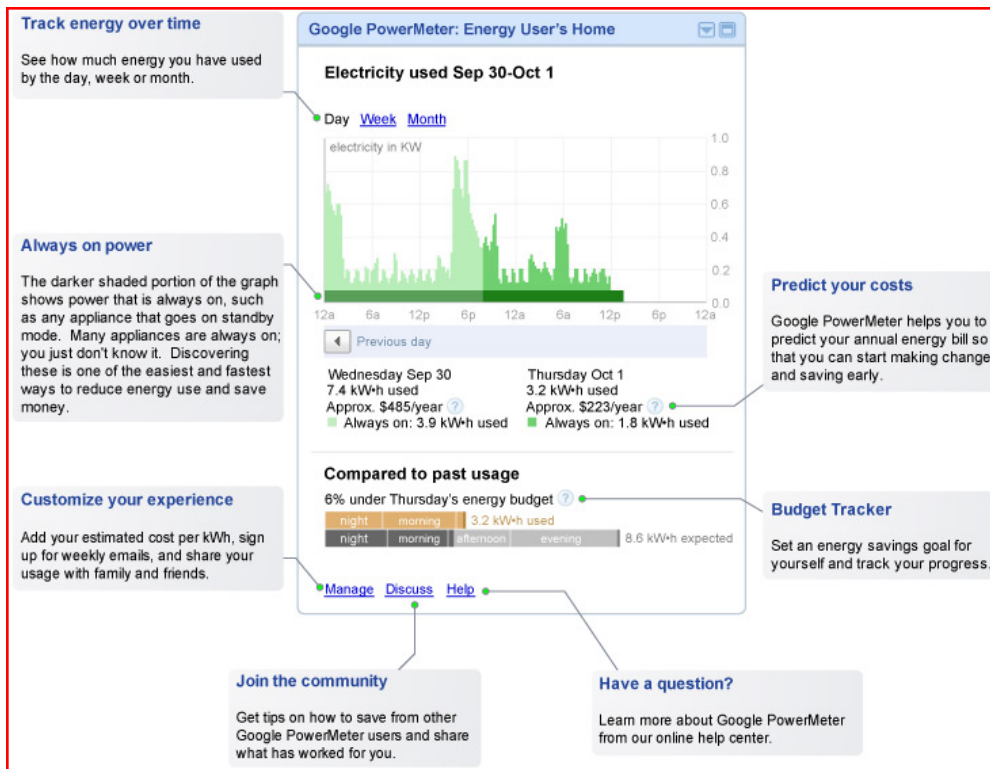 Track energy over time
See how much energy you have used
by the day, week or month.
Google PowerMeter: Energy User's Home
Electricity used Sep 30-Oct 1
Day Week Month
electricity in KW
1.0
0.8
0.6
0.4
0.2
0.0
12a 6a 12p 6p 12a 6a 12p 6p 12a
Previous day
Always on power
The darker shaded portion of the graph
shows power that is always on, such
as any appliance that goes on standby
mode. Many appliances are always on;
you just don't know it. Discovering
these is one of the easiest and fastest
ways to reduce energy use and save
money.
Wednesday Sep 30
7.4 kW•h used
Approx. $485/year ?
Always on: 3.9 kW•h used
Thursday Oct 1
3.2 kW•h used
Approx. $223/year ?
Always on: 1.8 kW•h used
Predict your costs
Google PowerMeter helps you to
predict your annual energy bill so
that you can start making change
and saving early.
Compared to past usage
6% under Thursday's energy budget ?
night morning 3.2 kW•h used
night morning afternoon evening 8.6 kW•h expected
Customize your experience
Add your estimated cost per kWh, sign
up for weekly emails, and share your
usage with family and friends.
Budget Tracker
Set an energy savings goal for
yourself and track your progress.
Manage Discuss Help
Join the community
Get tips on how to save from other
Google PowerMeter users and share
what has worked for you.
Have a question?
Learn more about Google PowerMeter
from our online help center.